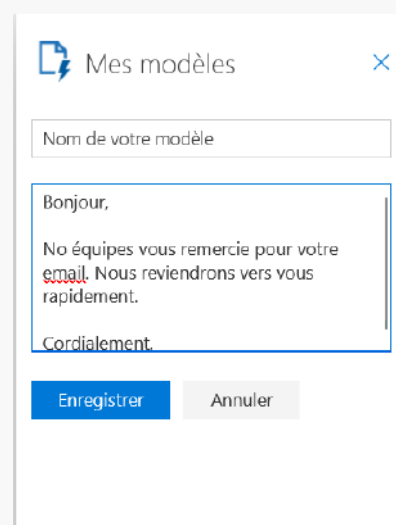 Mes modèles
Nom de votre modèle
Bonjour,
No équipes vous remercie pour votre
email. Nous reviendrons vers vous
rapidement.
Cordialement,
Enregistrer
Annuler